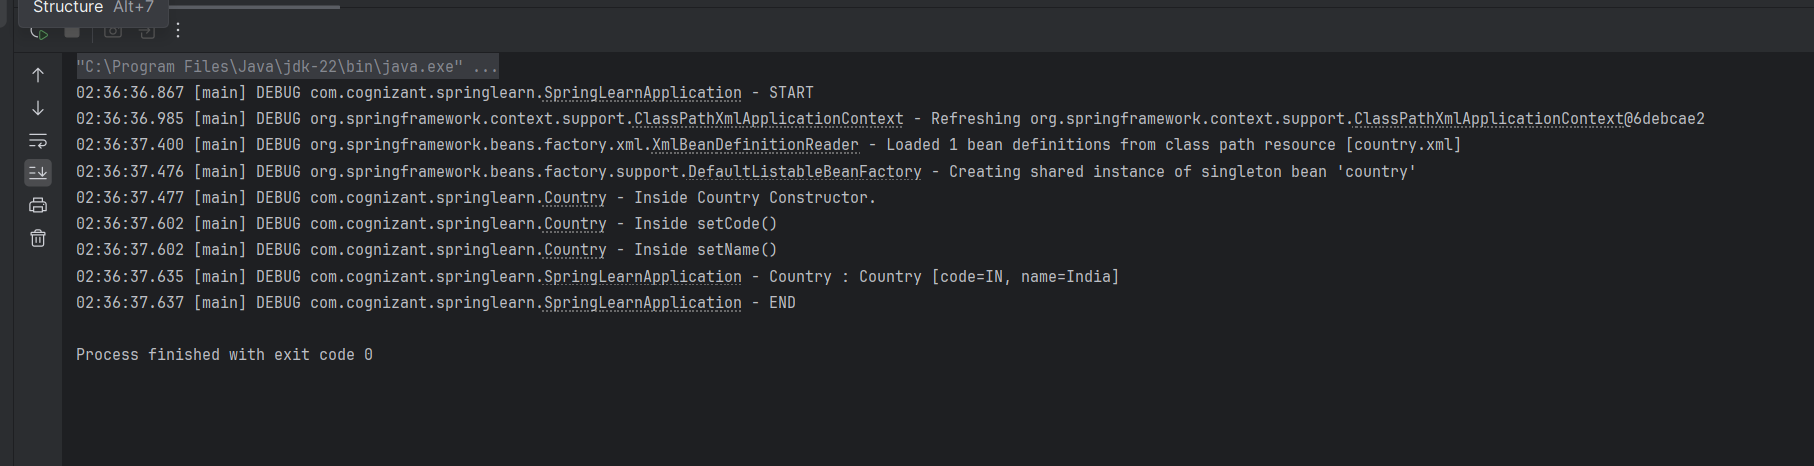 Structure Alt+7
"C:\Program Files\Java\jdk-22\bin\java.exe" ...
02:36:36.867 [main] DEBUG com.cognizant.springlearn.SpringLearnApplication - START
02:36:36.985 [main] DEBUG org.springframework.context.support.ClassPathXmlApplicationContext - Refreshing org.springframework.context.support.ClassPathXmlApplicationContext@6debcae2
02:36:37.400 [main] DEBUG org.springframework.beans.factory.xml.XmlBeanDefinitionReader - Loaded 1 bean definitions from class path resource [country.xml]
02:36:37.476 [main] DEBUG org.springframework.beans.factory.support.DefaultListableBeanFactory - Creating shared instance of singleton bean 'country'
02:36:37.477 [main] DEBUG com.cognizant.springlearn.Country - Inside Country Constructor.
02:36:37.602 [main] DEBUG com.cognizant.springlearn.Country - Inside setCode()
02:36:37.602 [main] DEBUG com.cognizant.springlearn.Country - Inside setName()
02:36:37.635 [main] DEBUG com.cognizant.springlearn.SpringLearnApplication - Country : Country [code=IN, name=India]
02:36:37.637 [main] DEBUG com.cognizant.springlearn.SpringLearnApplication - END
Process finished with exit code 0